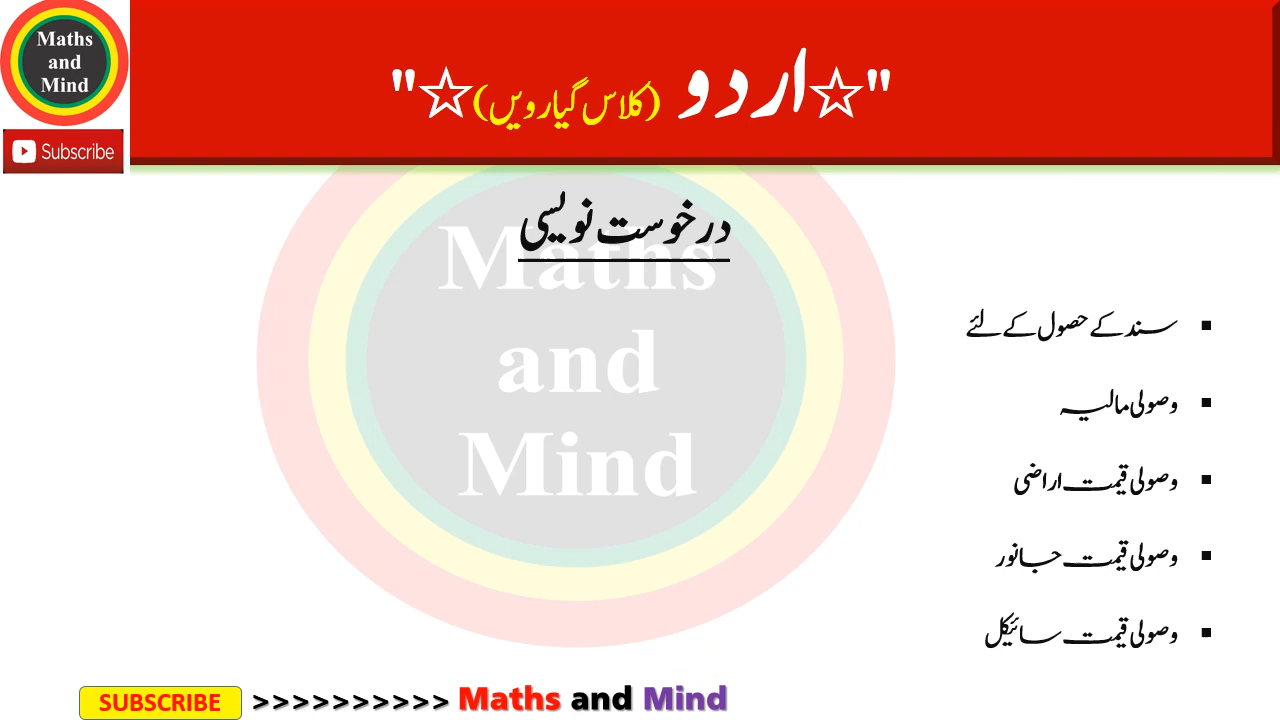 Maths
and
Mind
Subscribe
"☆اردو (کلاس گیارویں)☆"
درخوست نویسی
Maths
and
Mind
▪ سند کے حصول کے لئے
▪ وصولی مالیہ
▪ وصولی قیمت اراضی
▪ وصولی قیمت جانور
▪ وصولی قیمت سائیکل
SUBSCRIBE >>>>>>>>>> Maths and Mind